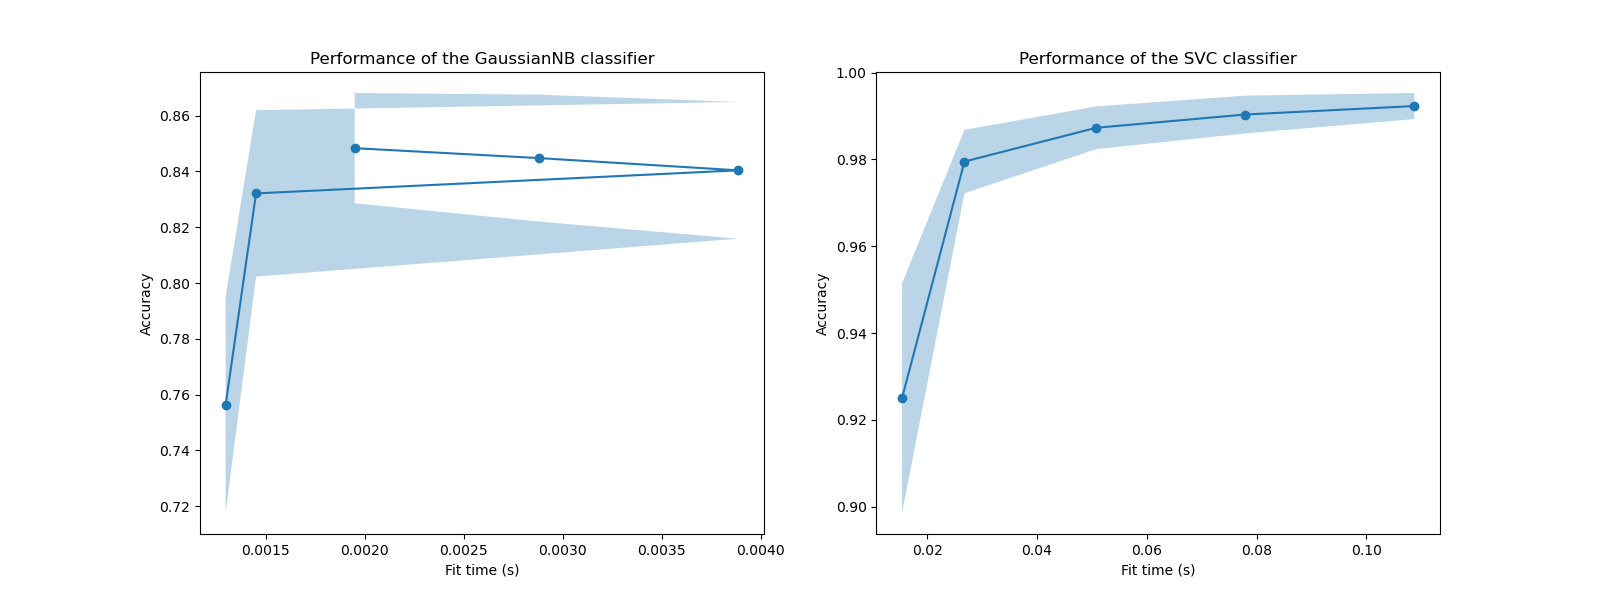 Performance of the GaussianNB classifier
Accuracy
0.86
0.84
0.82
0.80
0.78
0.76
0.74
0.72
0.0015 0.0020 0.0025 0.0030 0.0035 0.0040
Fit time (s)
Performance of the SVC classifier
Accuracy
1.00
0.98
0.96
0.94
0.92
0.90
0.02 0.04 0.06 0.08 0.10
Fit time (s)